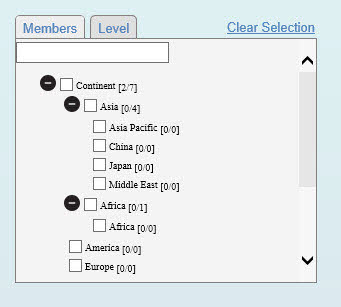 Members Level Clear Selection
Continent [2/7]
Asia [0/4]
Asia Pacific [0/0]
China [0/0]
Japan [0/0]
Middle East [0/0]
Africa [0/1]
Africa [0/0]
America [0/0]
Europe [0/0]